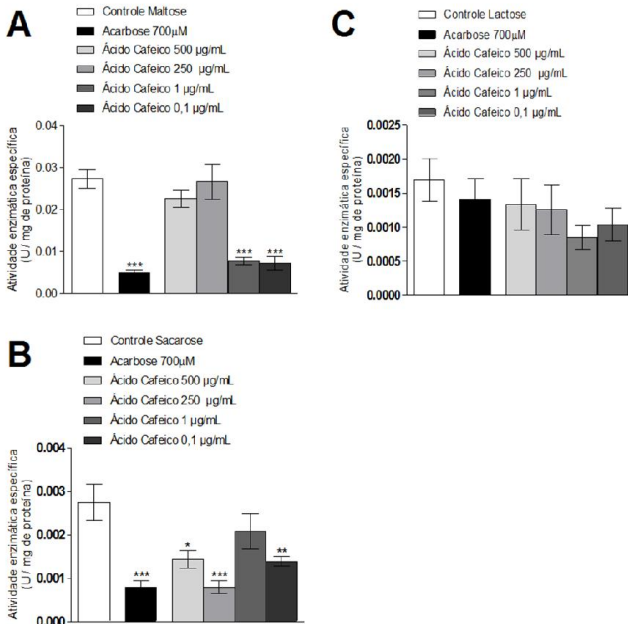 A
Controle Maltose
Acarbose 700µM
Ácido Cafeico 500 µg/mL
Ácido Cafeico 250 µg/mL
Ácido Cafeico 1 µg/mL
Ácido Cafeico 0,1 µg/mL
Atividade enzimática específica
(U / mg de proteína)
0.04
0.03
0.02
0.01
0.00
***
***
***
B
Controle Sacarose
Acarbose 700µM
Ácido Cafeico 500 µg/mL
Ácido Cafeico 250 µg/mL
Ácido Cafeico 1 µg/mL
Ácido Cafeico 0,1 µg/mL
Atividade enzimática específica
(U / mg de proteína)
0.004
0.003
0.002
0.001
0.000
***
*
***
**
C
Controle Lactose
Acarbose 700µM
Ácido Cafeico 500 µg/mL
Ácido Cafeico 250 µg/mL
Ácido Cafeico 1 µg/mL
Ácido Cafeico 0,1 µg/mL
Atividade enzimática específica
(U / mg de proteína)
0.0025
0.0020
0.0015
0.0010
0.0005
0.0000